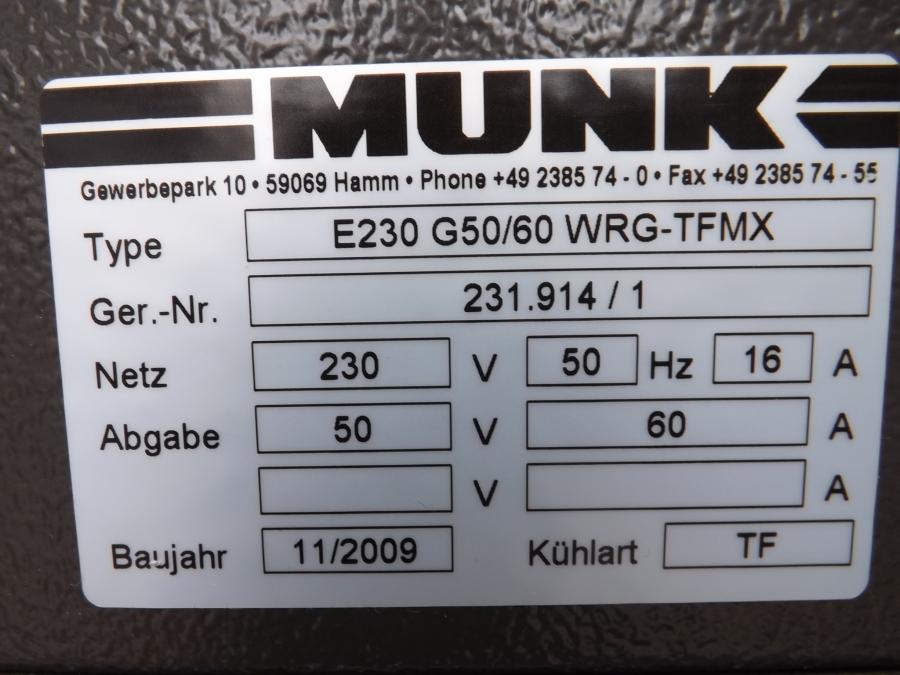 MUNK
Gewerbepark 10 • 59069 Hamm • Phone +49 2385 74 - 0 • Fax +49 2385 74 - 55
Type E230 G50/60 WRG-TFMX
Ger.-Nr. 231.914 / 1
Netz 230 V 50 Hz 16 A
Abgabe 50 V 60 A
V A
Baujahr 11/2009 Kühlart TF